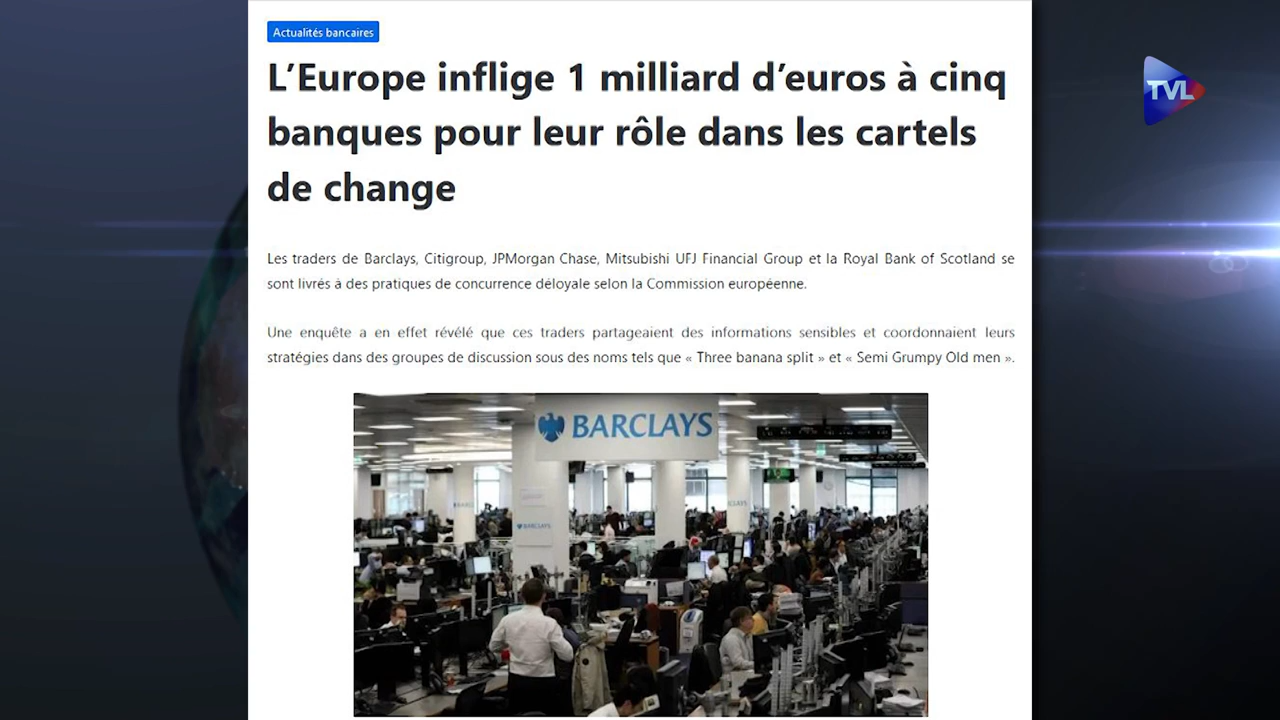 Actualités bancaires
L’Europe inflige 1 milliard d’euros à cinq
banques pour leur rôle dans les cartels
de change
TVL
Les traders de Barclays, Citigroup, JPMorgan Chase, Mitsubishi UFJ Financial Group et la Royal Bank of Scotland se
sont livrés à des pratiques de concurrence déloyale selon la Commission européenne.
Une enquête a en effet révélé que ces traders partageaient des informations sensibles et coordonnaient leurs
stratégies dans des groupes de discussion sous des noms tels que « Three banana split » et « Semi Grumpy Old men ».
BARCLAYS
BARCLAYS